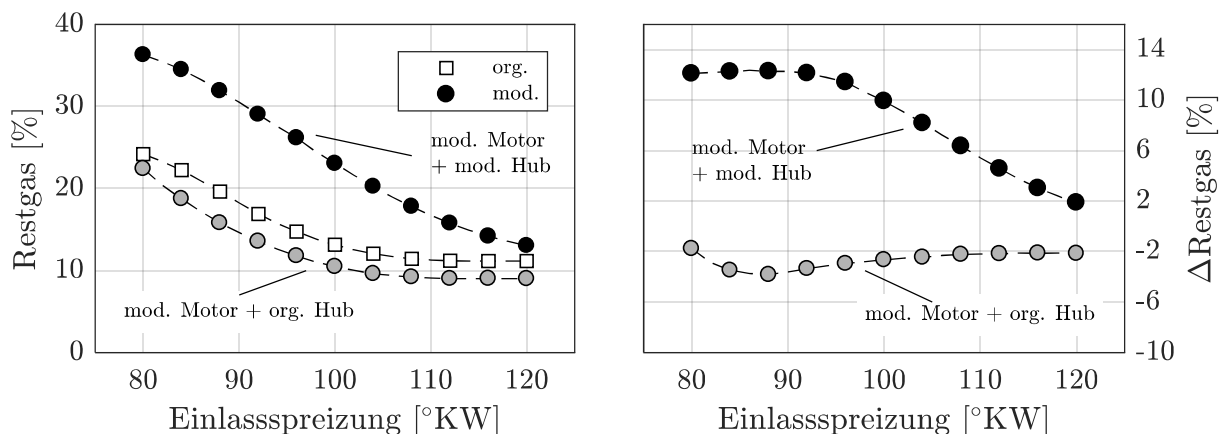 40
30
20
10
0
Restgas [%]
org.
mod.
mod. Motor
+ mod. Hub
mod. Motor + org. Hub
80 90 100 110 120
Einlassspreizung [°KW]
14
10
6
2
-2
-6
-10
ΔRestgas [%]
mod. Motor
+ mod. Hub
mod. Motor + org. Hub
80 90 100 110 120
Einlassspreizung [°KW]